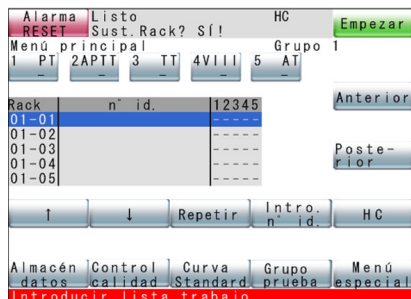 Alarma Listo HC Empezar
RESET Sust.Rack? SÍ!
Menú principal Grupo 1
1 PT 2APTT 3 TT 4VIII 5 AT
– – – – –
Rack n° id. 12345 Anterior
01-01 -----
01-02 -----
01-03 ----- Poste-
01-04 ----- rior
01-05 -----
↑ ↓ Repetir Intro. n° id. HC
Almacén datos Control calidad Curva Standard Grupo prueba Menú especial
Introducir lista trabajo